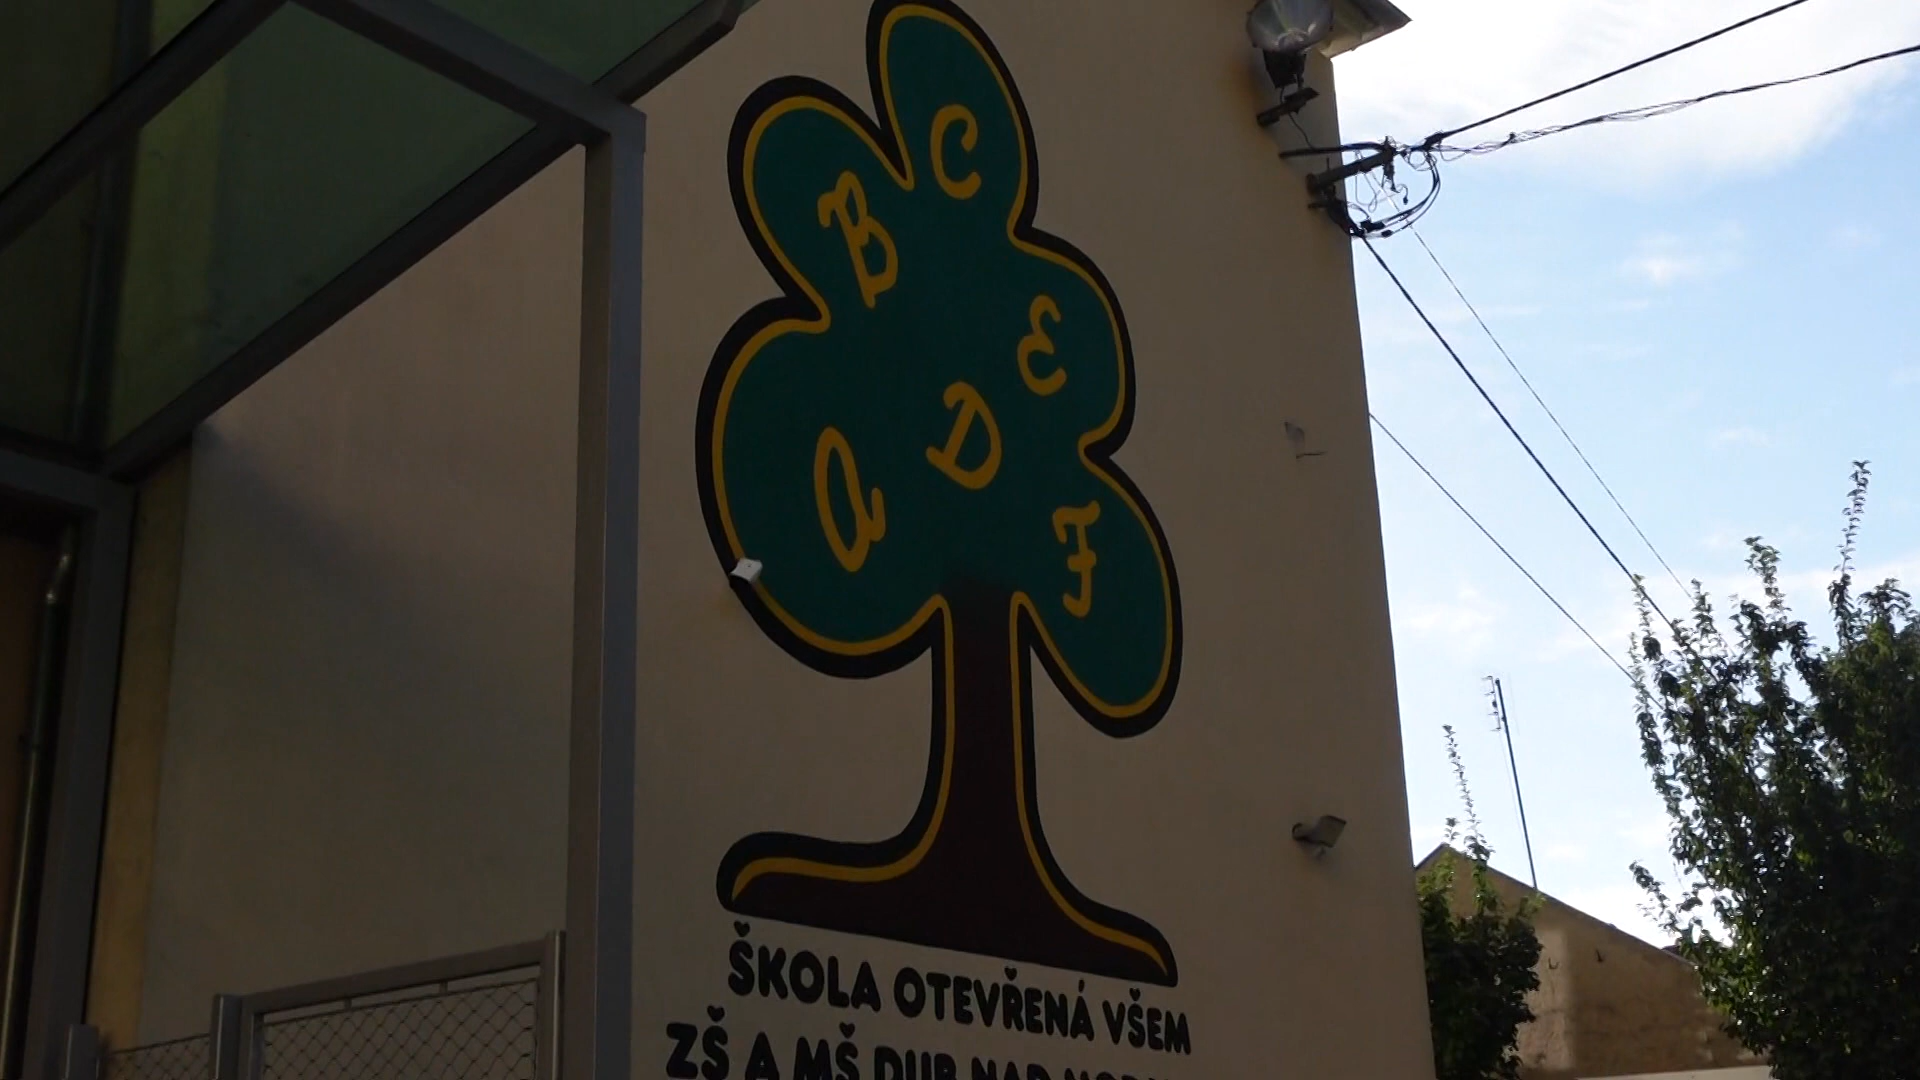 C
B
E
D
A
F
ŠKOLA OTEVŘENÁ VŠEM
ZŠ A MŠ DUB NAD